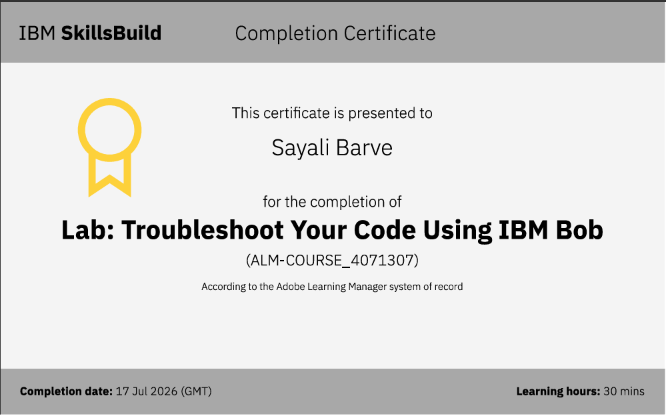 IBM SkillsBuild
Completion Certificate
This certificate is presented to
Sayali Barve
for the completion of
Lab: Troubleshoot Your Code Using IBM Bob
(ALM-COURSE_4071307)
According to the Adobe Learning Manager system of record
Completion date: 17 Jul 2026 (GMT)
Learning hours: 30 mins